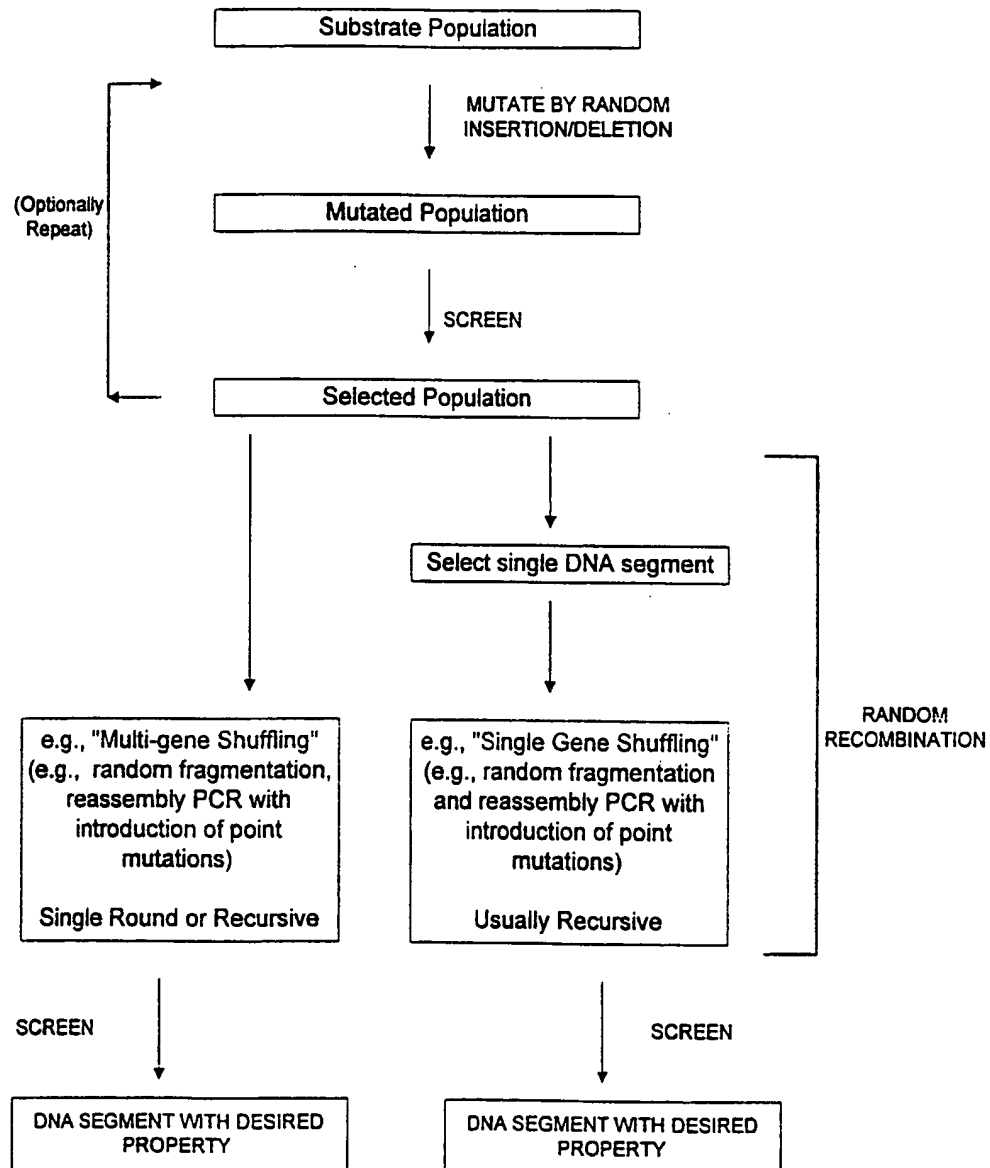 Substrate Population
MUTATE BY RANDOM
INSERTION/DELETION
(Optionally
Repeat)
Mutated Population
SCREEN
Selected Population
Select single DNA segment
e.g., "Multi-gene Shuffling"
(e.g., random fragmentation,
reassembly PCR with
introduction of point
mutations)
Single Round or Recursive
e.g., "Single Gene Shuffling"
(e.g., random fragmentation
and reassembly PCR with
introduction of point
mutations)
Usually Recursive
RANDOM
RECOMBINATION
SCREEN
SCREEN
DNA SEGMENT WITH DESIRED
PROPERTY
DNA SEGMENT WITH DESIRED
PROPERTY